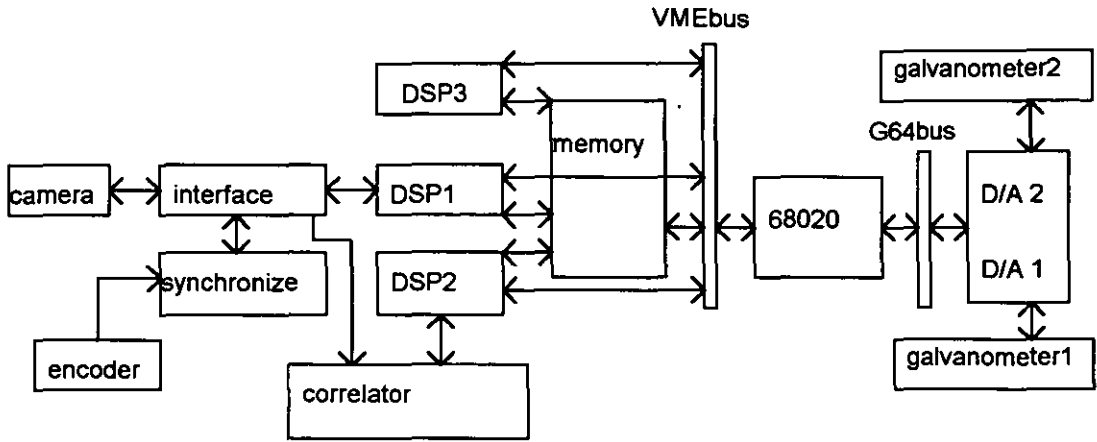 VMEbus
DSP3
galvanometer2
memory
G64bus
camera
interface
DSP1
68020
D/A 2
synchronize
DSP2
D/A 1
encoder
correlator
galvanometer1